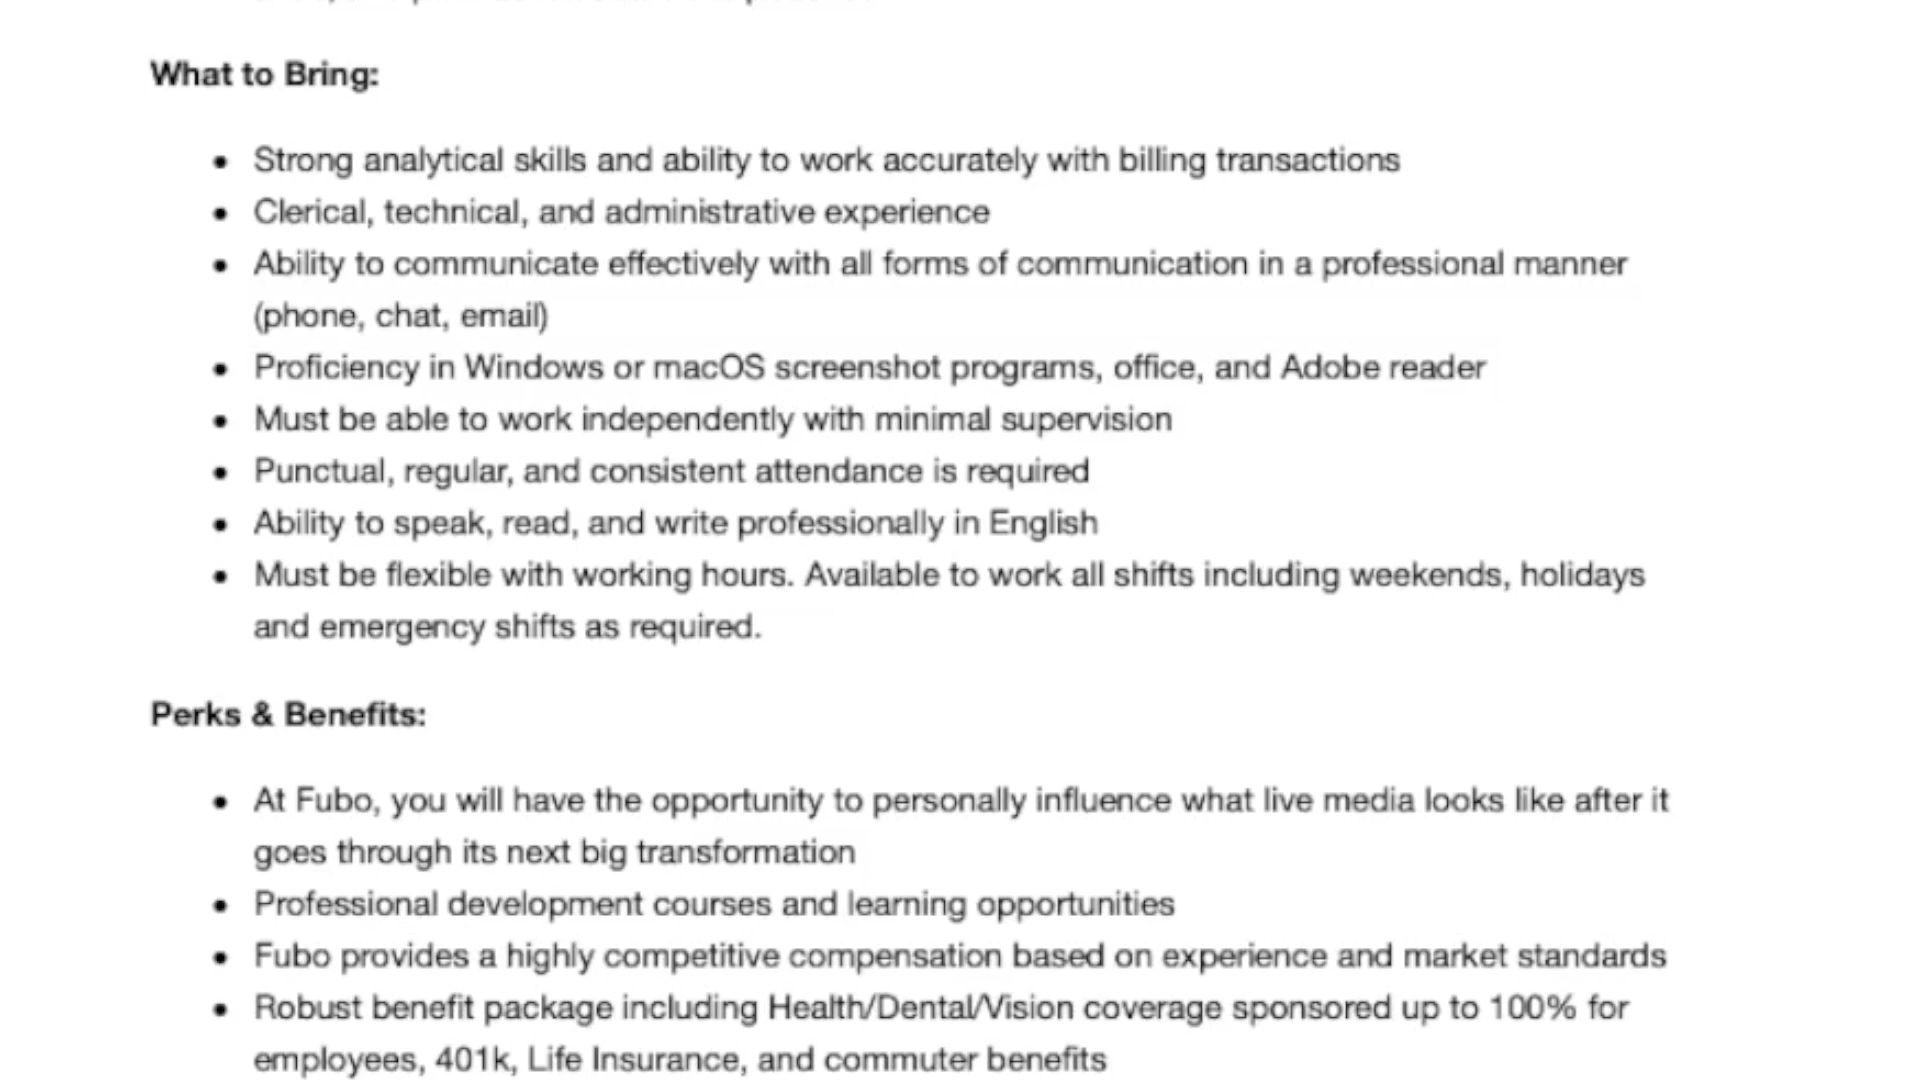 What to Bring:
• Strong analytical skills and ability to work accurately with billing transactions
• Clerical, technical, and administrative experience
• Ability to communicate effectively with all forms of communication in a professional manner
(phone, chat, email)
• Proficiency in Windows or macOS screenshot programs, office, and Adobe reader
• Must be able to work independently with minimal supervision
• Punctual, regular, and consistent attendance is required
• Ability to speak, read, and write professionally in English
• Must be flexible with working hours. Available to work all shifts including weekends, holidays
and emergency shifts as required.
Perks & Benefits:
• At Fubo, you will have the opportunity to personally influence what live media looks like after it
goes through its next big transformation
• Professional development courses and learning opportunities
• Fubo provides a highly competitive compensation based on experience and market standards
• Robust benefit package including Health/Dental/Vision coverage sponsored up to 100% for
employees, 401k, Life Insurance, and commuter benefits